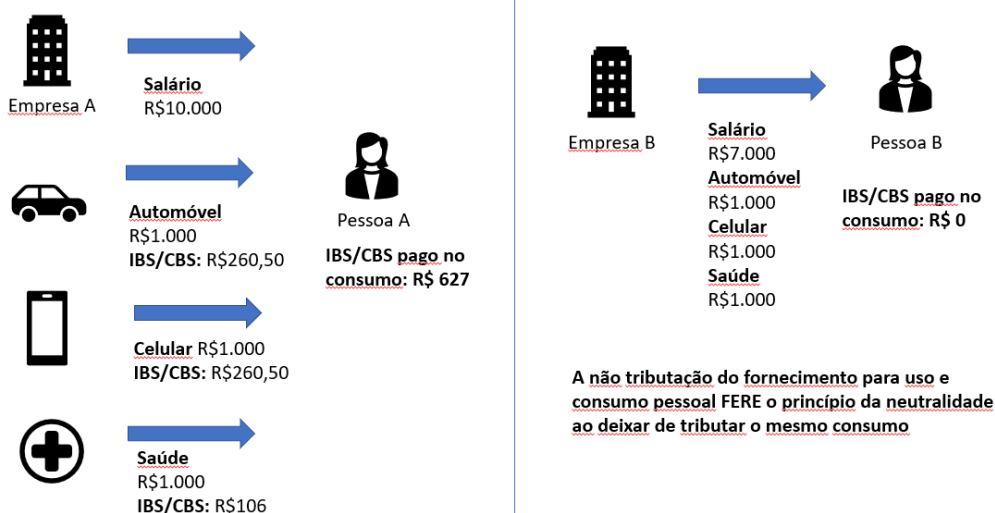 Empresa A
Salário
R$10.000
Automóvel
R$1.000
IBS/CBS: R$260,50
Pessoa A
IBS/CBS pago no
consumo: R$ 627
Celular R$1.000
IBS/CBS: R$260,50
Saúde
R$1.000
IBS/CBS: R$106
Empresa B
Salário
R$7.000
Automóvel
R$1.000
Celular
R$1.000
Saúde
R$1.000
Pessoa B
IBS/CBS pago no
consumo: R$ 0
A não tributação do fornecimento para uso e
consumo pessoal FERE o princípio da neutralidade
ao deixar de tributar o mesmo consumo